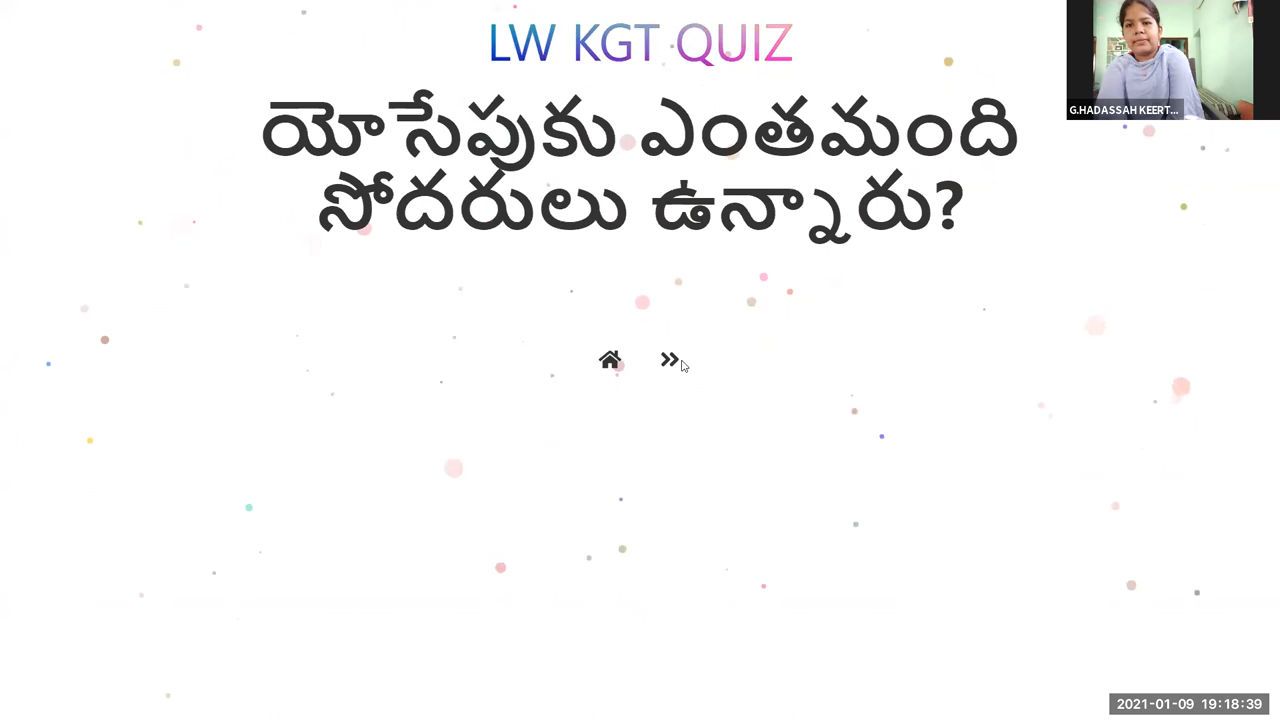 LW KGT QUIZ
యోసేపుకు ఎంతమంది
సోదరులు ఉన్నారు?
G.HADASSAH KEERT...
2021-01-09 19:18:39